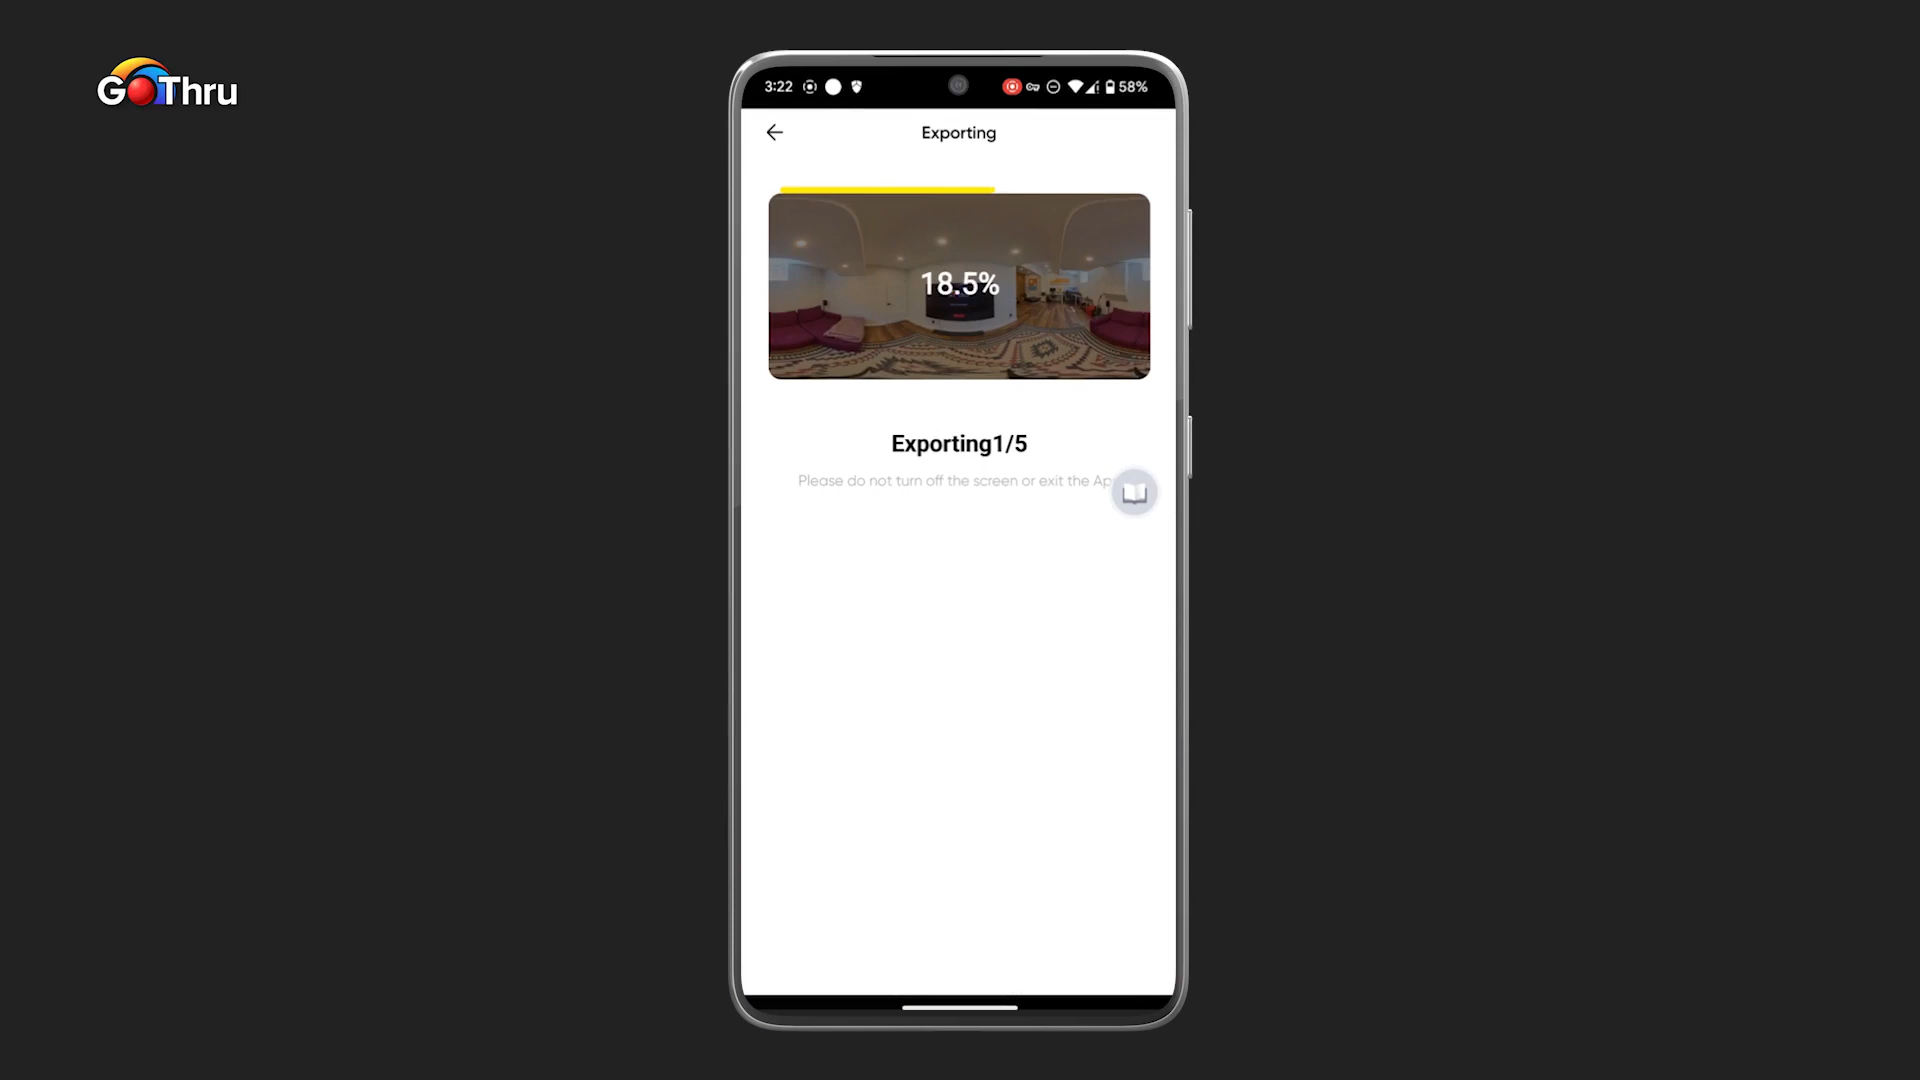 GoThru
3:22
58%
Exporting
18.5%
Exporting1/5
Please do not turn off the screen or exit the Ap